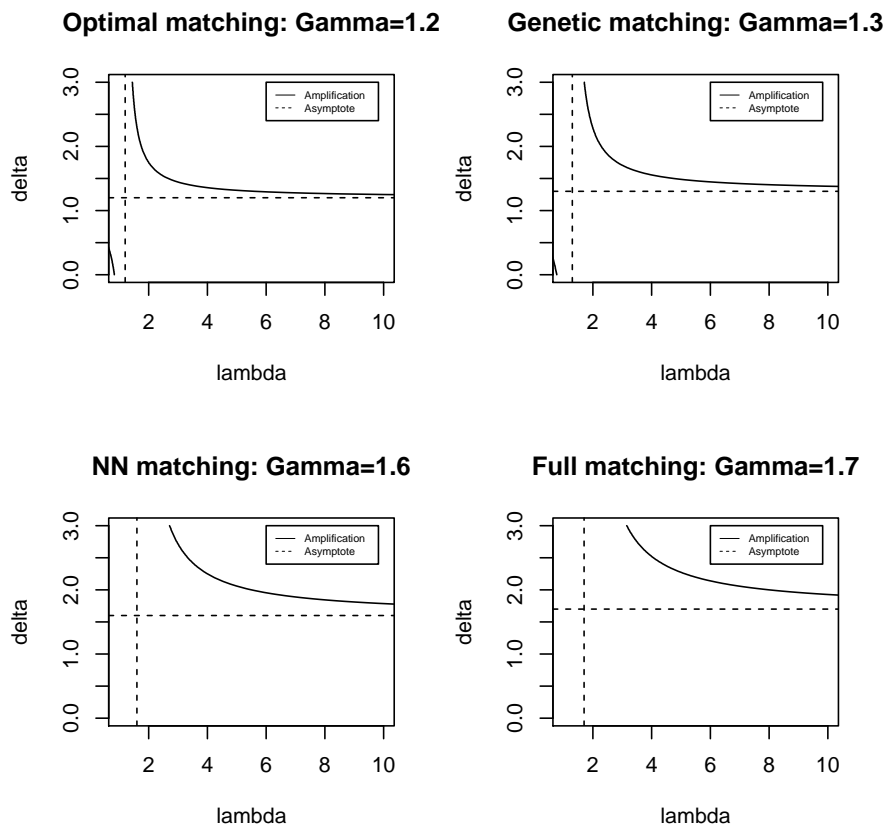 Optimal matching: Gamma=1.2
Amplification
Asymptote
delta
0.0 1.0 2.0 3.0
2 4 6 8 10
lambda
Genetic matching: Gamma=1.3
Amplification
Asymptote
delta
0.0 1.0 2.0 3.0
2 4 6 8 10
lambda
NN matching: Gamma=1.6
Amplification
Asymptote
delta
0.0 1.0 2.0 3.0
2 4 6 8 10
lambda
Full matching: Gamma=1.7
Amplification
Asymptote
delta
0.0 1.0 2.0 3.0
2 4 6 8 10
lambda